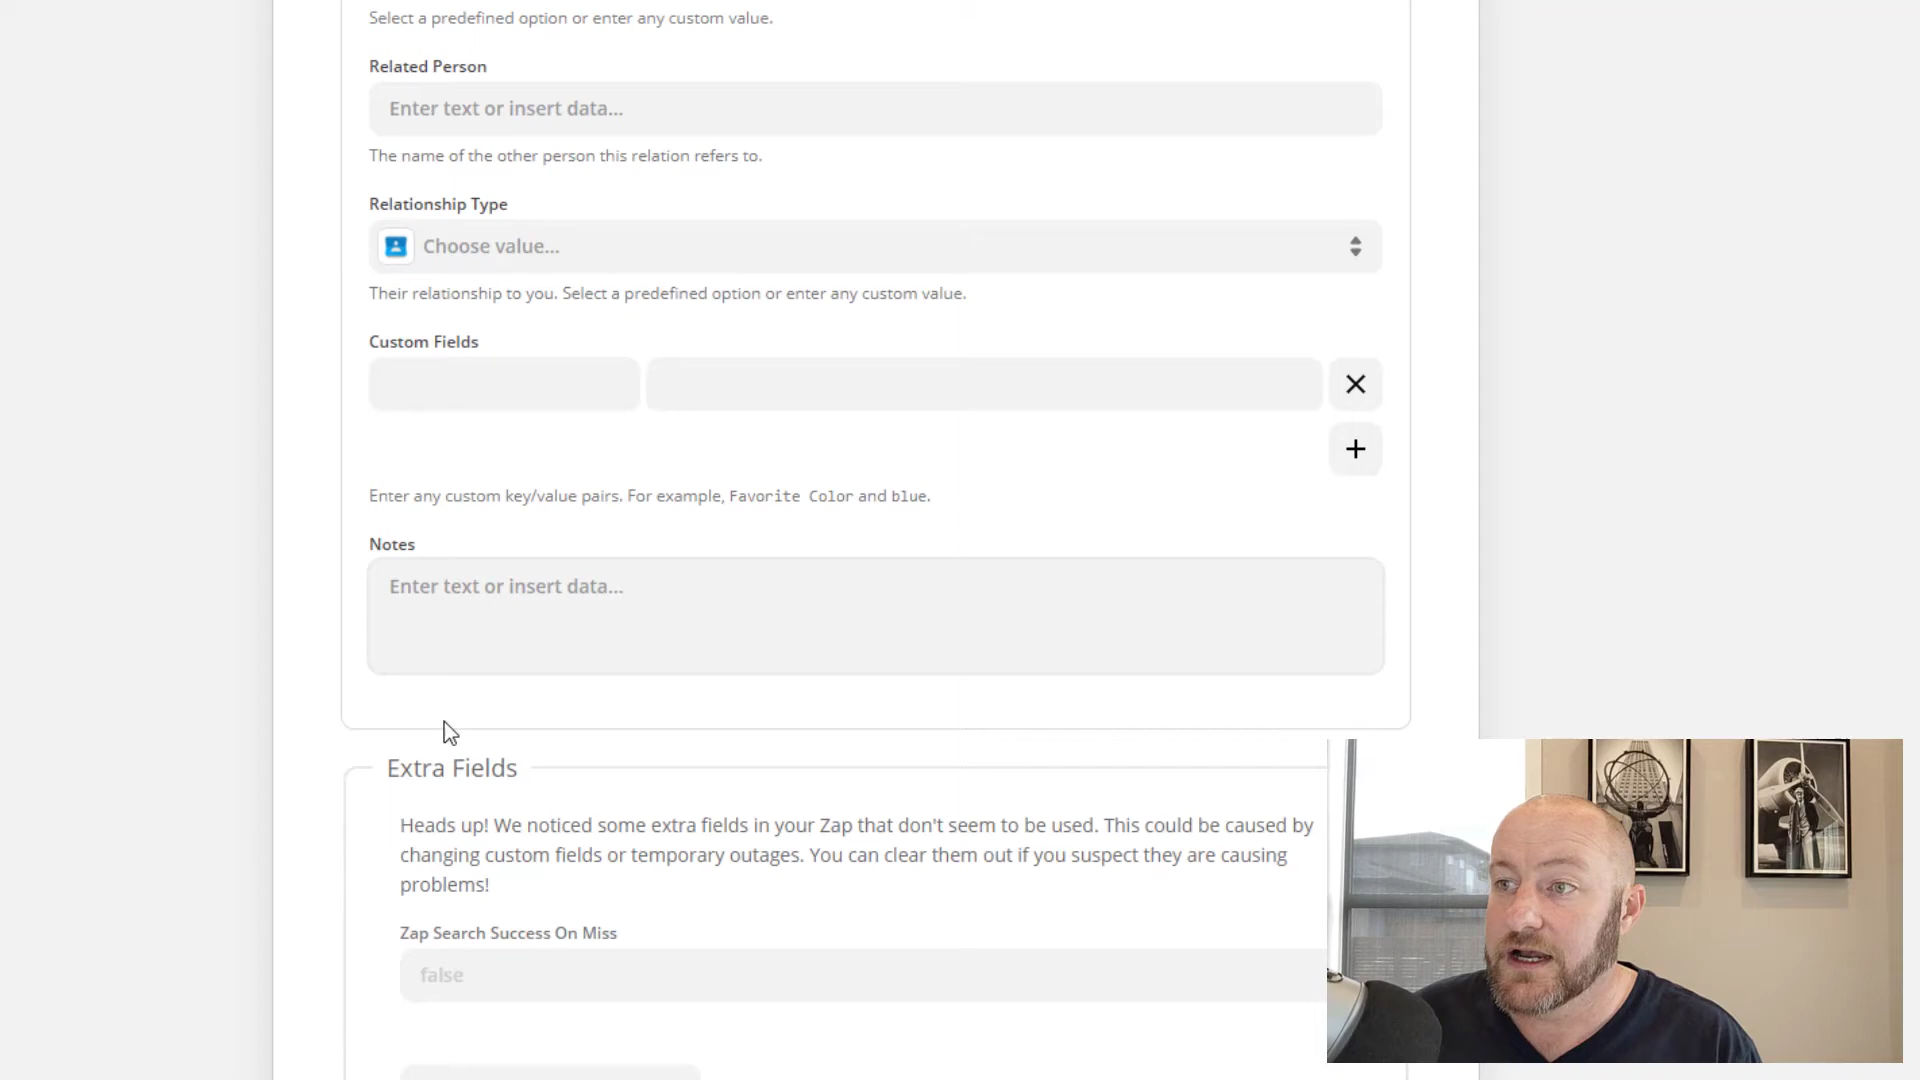 Select a predefined option or enter any custom value.
Related Person
Enter text or insert data...
The name of the other person this relation refers to.
Relationship Type
Choose value...
Their relationship to you. Select a predefined option or enter any custom value.
Custom Fields
Enter any custom key/value pairs. For example, Favorite Color and blue.
Notes
Enter text or insert data...
Extra Fields
Heads up! We noticed some extra fields in your Zap that don't seem to be used. This could be caused by
changing custom fields or temporary outages. You can clear them out if you suspect they are causing
problems!
Zap Search Success On Miss
false